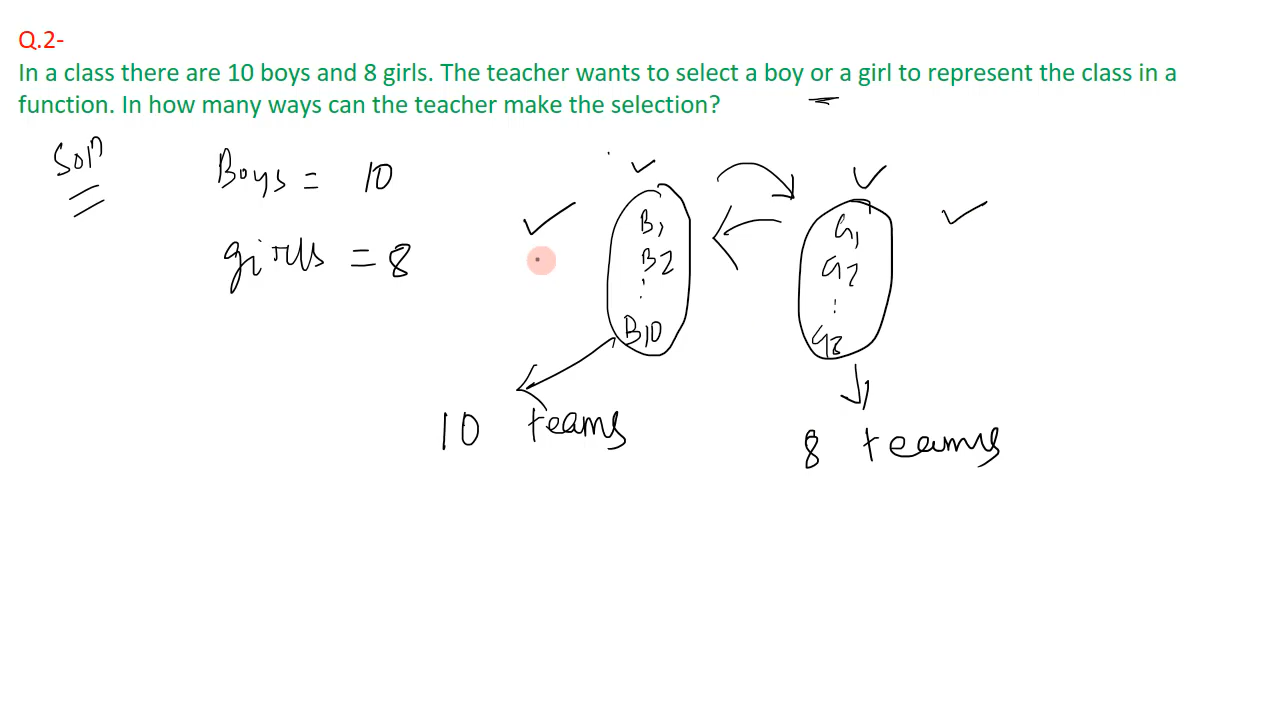 Q.2-
In a class there are 10 boys and 8 girls. The teacher wants to select a boy or a girl to represent the class in a
function. In how many ways can the teacher make the selection?
Solⁿ
Boys = 10
girls = 8
B1
B2
⋮
B10
G1
G2
⋮
G8
10 teams
8 teams